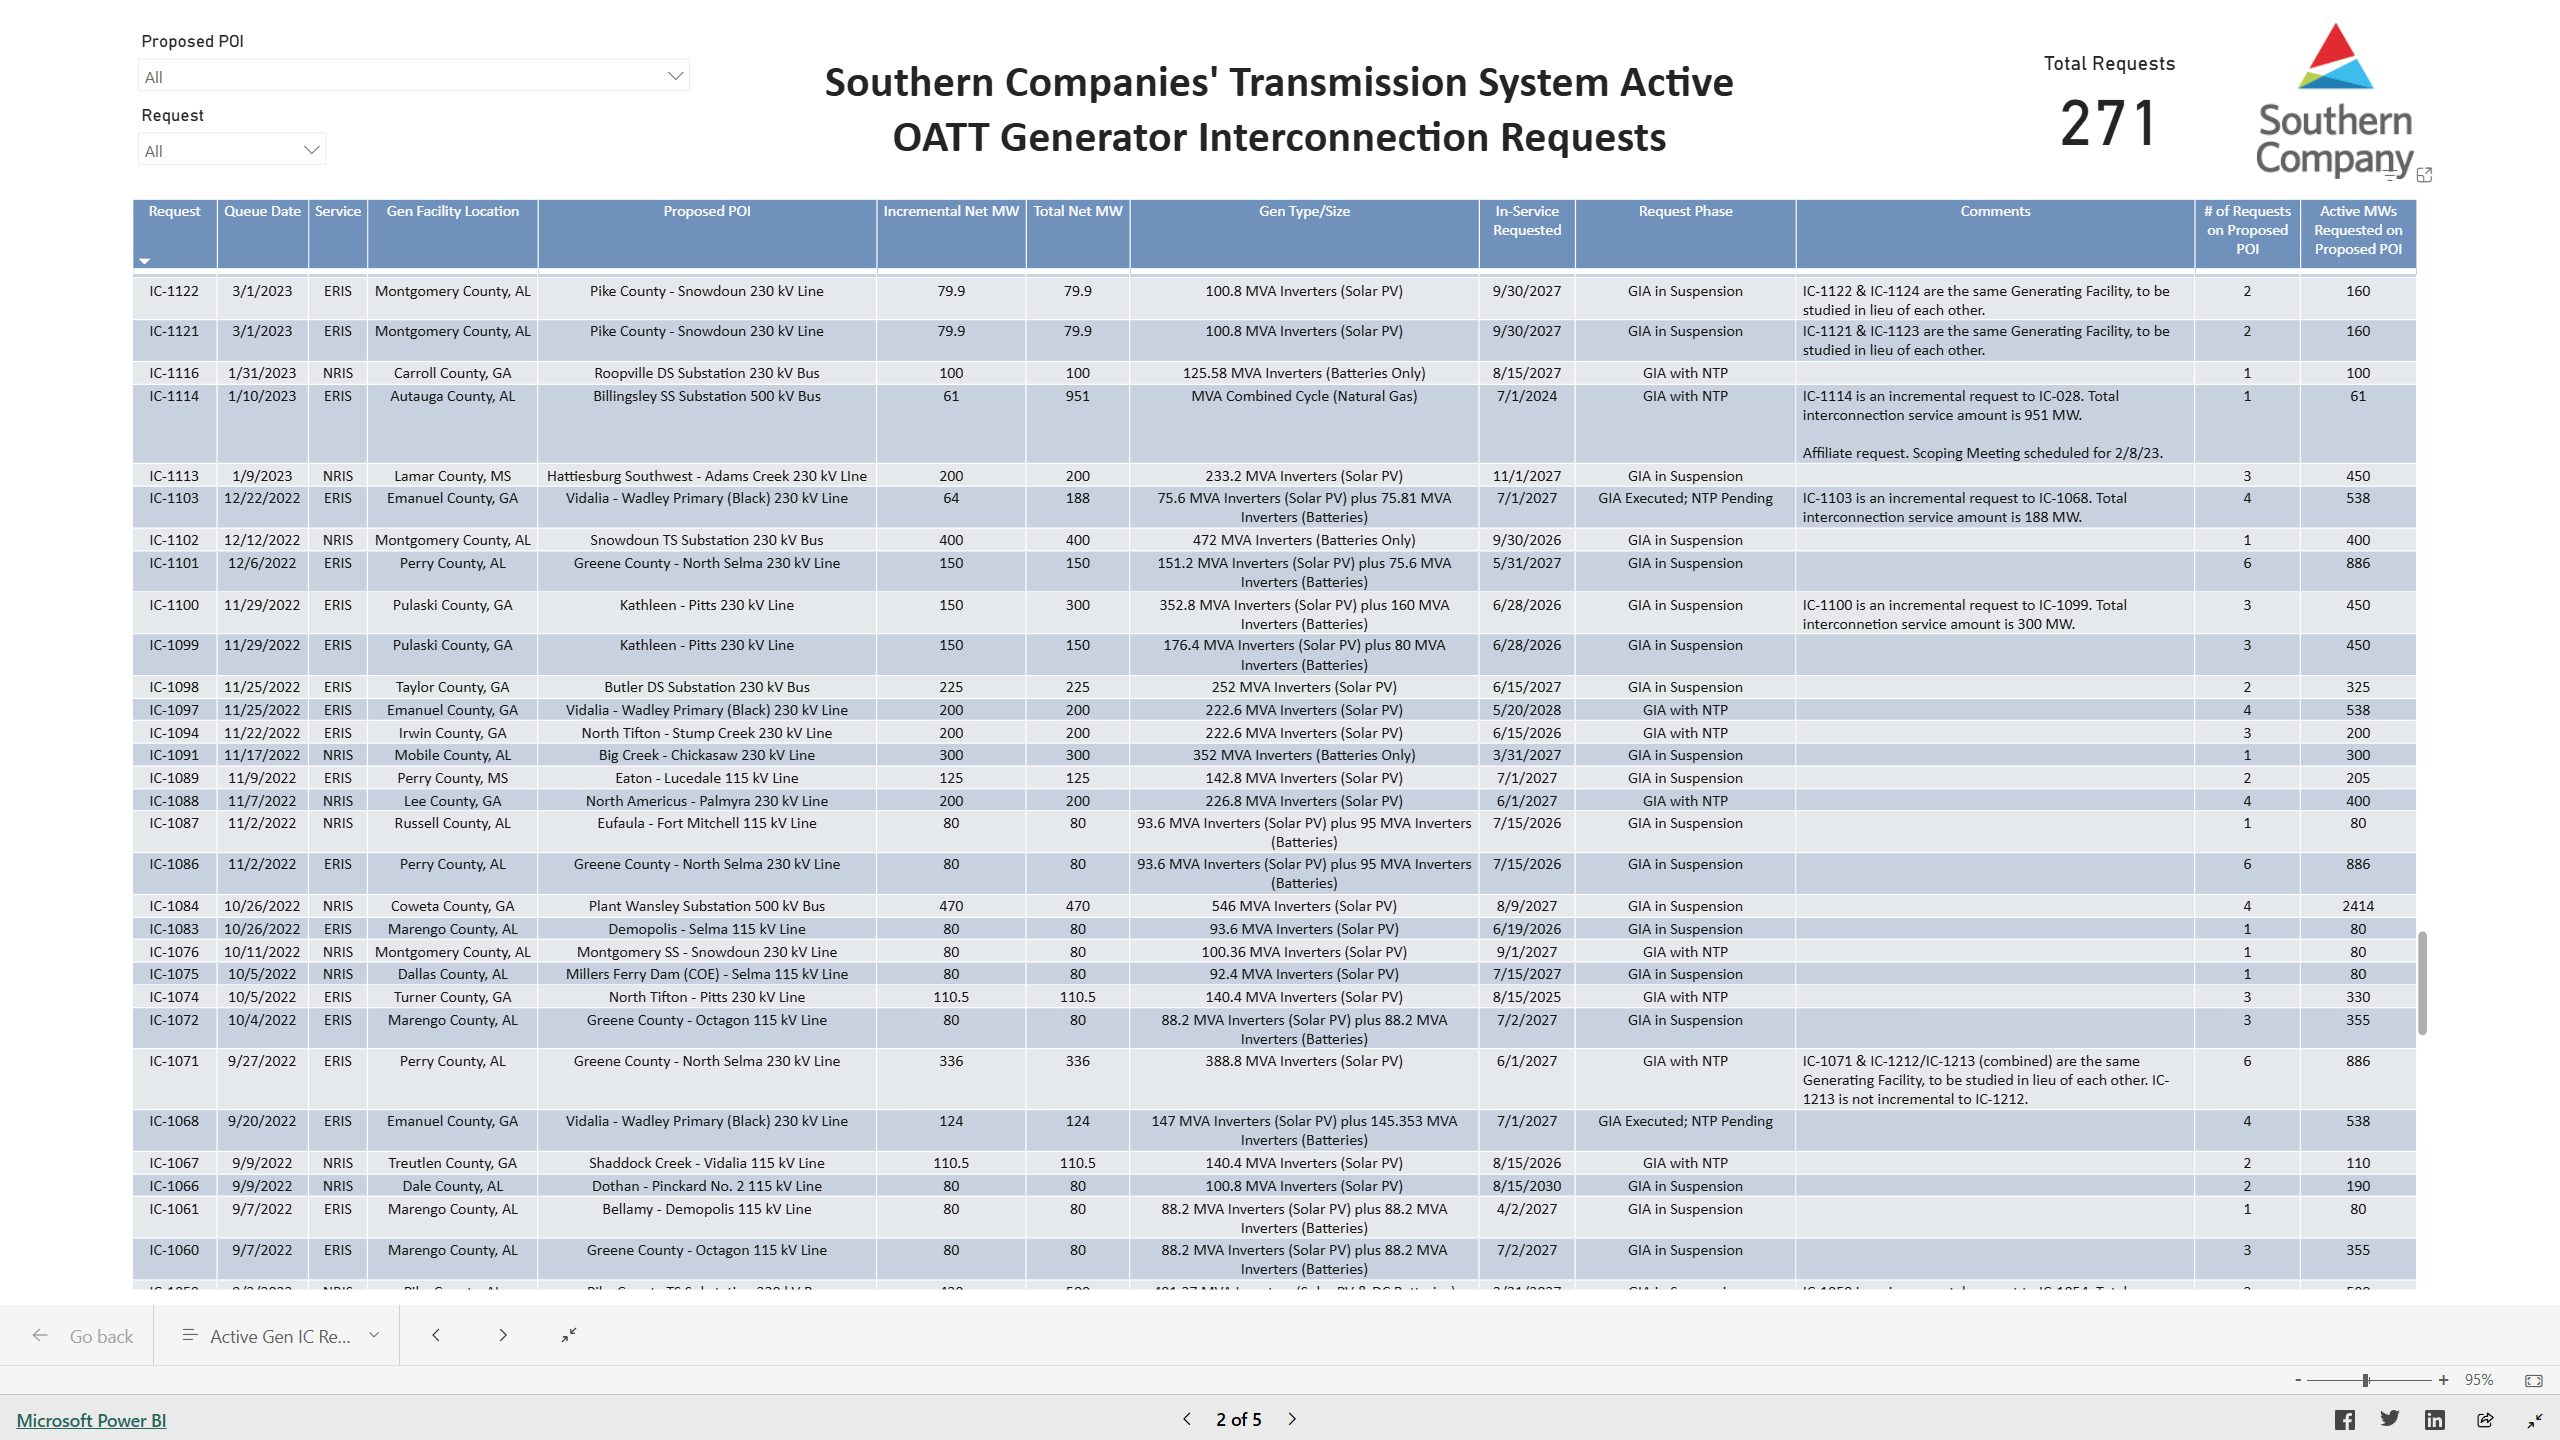 Proposed POI
All
Request
All
Southern Companies' Transmission System Active
OATT Generator Interconnection Requests
Total Requests
271
Southern
Company
Request Queue Date Service Gen Facility Location Proposed POI Incremental Net MW Total Net MW Gen Type/Size In-Service Requested Request Phase Comments # of Requests on Proposed POI Active MWs Requested on Proposed POI
IC-1122 3/1/2023 ERIS Montgomery County, AL Pike County - Snowdoun 230 kV Line 79.9 79.9 100.8 MVA Inverters (Solar PV) 9/30/2027 GIA in Suspension IC-1122 & IC-1124 are the same Generating Facility, to be studied in lieu of each other. 2 160
IC-1121 3/1/2023 ERIS Montgomery County, AL Pike County - Snowdoun 230 kV Line 79.9 79.9 100.8 MVA Inverters (Solar PV) 9/30/2027 GIA in Suspension IC-1121 & IC-1123 are the same Generating Facility, to be studied in lieu of each other. 2 160
IC-1116 1/31/2023 NRIS Carroll County, GA Roopville DS Substation 230 kV Bus 100 100 125.58 MVA Inverters (Batteries Only) 8/15/2027 GIA with NTP 1 100
IC-1114 1/10/2023 ERIS Autauga County, AL Billingsley SS Substation 500 kV Bus 61 951 MVA Combined Cycle (Natural Gas) 7/1/2024 GIA with NTP IC-1114 is an incremental request to IC-028. Total interconnection service amount is 951 MW. Affiliate request. Scoping Meeting scheduled for 2/8/23. 1 61
IC-1113 1/9/2023 NRIS Lamar County, MS Hattiesburg Southwest - Adams Creek 230 kV LIne 200 200 233.2 MVA Inverters (Solar PV) 11/1/2027 GIA in Suspension 3 450
IC-1103 12/22/2022 ERIS Emanuel County, GA Vidalia - Wadley Primary (Black) 230 kV Line 64 188 75.6 MVA Inverters (Solar PV) plus 75.81 MVA Inverters (Batteries) 7/1/2027 GIA Executed; NTP Pending IC-1103 is an incremental request to IC-1068. Total interconnection service amount is 188 MW. 4 538
IC-1102 12/12/2022 NRIS Montgomery County, AL Snowdoun TS Substation 230 kV Bus 400 400 472 MVA Inverters (Batteries Only) 9/30/2026 GIA in Suspension 1 400
IC-1101 12/6/2022 ERIS Perry County, AL Greene County - North Selma 230 kV Line 150 150 151.2 MVA Inverters (Solar PV) plus 75.6 MVA Inverters (Batteries) 5/31/2027 GIA in Suspension 6 886
IC-1100 11/29/2022 ERIS Pulaski County, GA Kathleen - Pitts 230 kV Line 150 300 352.8 MVA Inverters (Solar PV) plus 160 MVA Inverters (Batteries) 6/28/2026 GIA in Suspension IC-1100 is an incremental request to IC-1099. Total interconnetion service amount is 300 MW. 3 450
IC-1099 11/29/2022 ERIS Pulaski County, GA Kathleen - Pitts 230 kV Line 150 150 176.4 MVA Inverters (Solar PV) plus 80 MVA Inverters (Batteries) 6/28/2026 GIA in Suspension 3 450
IC-1098 11/25/2022 ERIS Taylor County, GA Butler DS Substation 230 kV Bus 225 225 252 MVA Inverters (Solar PV) 6/15/2027 GIA in Suspension 2 325
IC-1097 11/25/2022 ERIS Emanuel County, GA Vidalia - Wadley Primary (Black) 230 kV Line 200 200 222.6 MVA Inverters (Solar PV) 5/20/2028 GIA with NTP 4 538
IC-1094 11/22/2022 ERIS Irwin County, GA North Tifton - Stump Creek 230 kV Line 200 200 222.6 MVA Inverters (Solar PV) 6/15/2026 GIA with NTP 3 200
IC-1091 11/17/2022 NRIS Mobile County, AL Big Creek - Chickasaw 230 kV Line 300 300 352 MVA Inverters (Batteries Only) 3/31/2027 GIA in Suspension 1 300
IC-1089 11/9/2022 ERIS Perry County, MS Eaton - Lucedale 115 kV Line 125 125 142.8 MVA Inverters (Solar PV) 7/1/2027 GIA in Suspension 2 205
IC-1088 11/7/2022 NRIS Lee County, GA North Americus - Palmyra 230 kV Line 200 200 226.8 MVA Inverters (Solar PV) 6/1/2027 GIA with NTP 4 400
IC-1087 11/2/2022 NRIS Russell County, AL Eufaula - Fort Mitchell 115 kV Line 80 80 93.6 MVA Inverters (Solar PV) plus 95 MVA Inverters (Batteries) 7/15/2026 GIA in Suspension 1 80
IC-1086 11/2/2022 ERIS Perry County, AL Greene County - North Selma 230 kV Line 80 80 93.6 MVA Inverters (Solar PV) plus 95 MVA Inverters (Batteries) 7/15/2026 GIA in Suspension 6 886
IC-1084 10/26/2022 NRIS Coweta County, GA Plant Wansley Substation 500 kV Bus 470 470 546 MVA Inverters (Solar PV) 8/9/2027 GIA in Suspension 4 2414
IC-1083 10/26/2022 ERIS Marengo County, AL Demopolis - Selma 115 kV Line 80 80 93.6 MVA Inverters (Solar PV) 6/19/2026 GIA in Suspension 1 80
IC-1076 10/11/2022 NRIS Montgomery County, AL Montgomery SS - Snowdoun 230 kV Line 80 80 100.36 MVA Inverters (Solar PV) 9/1/2027 GIA with NTP 1 80
IC-1075 10/5/2022 NRIS Dallas County, AL Millers Ferry Dam (COE) - Selma 115 kV Line 80 80 92.4 MVA Inverters (Solar PV) 7/15/2027 GIA in Suspension 1 80
IC-1074 10/5/2022 ERIS Turner County, GA North Tifton - Pitts 230 kV Line 110.5 110.5 140.4 MVA Inverters (Solar PV) 8/15/2025 GIA with NTP 3 330
IC-1072 10/4/2022 ERIS Marengo County, AL Greene County - Octagon 115 kV Line 80 80 88.2 MVA Inverters (Solar PV) plus 88.2 MVA Inverters (Batteries) 7/2/2027 GIA in Suspension 3 355
IC-1071 9/27/2022 ERIS Perry County, AL Greene County - North Selma 230 kV Line 336 336 388.8 MVA Inverters (Solar PV) 6/1/2027 GIA with NTP IC-1071 & IC-1212/IC-1213 (combined) are the same Generating Facility, to be studied in lieu of each other. IC-1213 is not incremental to IC-1212. 6 886
IC-1068 9/20/2022 ERIS Emanuel County, GA Vidalia - Wadley Primary (Black) 230 kV Line 124 124 147 MVA Inverters (Solar PV) plus 145.353 MVA Inverters (Batteries) 7/1/2027 GIA Executed; NTP Pending 4 538
IC-1067 9/9/2022 NRIS Treutlen County, GA Shaddock Creek - Vidalia 115 kV Line 110.5 110.5 140.4 MVA Inverters (Solar PV) 8/15/2026 GIA with NTP 2 110
IC-1066 9/9/2022 NRIS Dale County, AL Dothan - Pinckard No. 2 115 kV Line 80 80 100.8 MVA Inverters (Solar PV) 8/15/2030 GIA in Suspension 2 190
IC-1061 9/7/2022 ERIS Marengo County, AL Bellamy - Demopolis 115 kV Line 80 80 88.2 MVA Inverters (Solar PV) plus 88.2 MVA Inverters (Batteries) 4/2/2027 GIA in Suspension 1 80
IC-1060 9/7/2022 ERIS Marengo County, AL Greene County - Octagon 115 kV Line 80 80 88.2 MVA Inverters (Solar PV) plus 88.2 MVA Inverters (Batteries) 7/2/2027 GIA in Suspension 3 355
Go back
Active Gen IC Re...
- + 95%
Microsoft Power BI
2 of 5